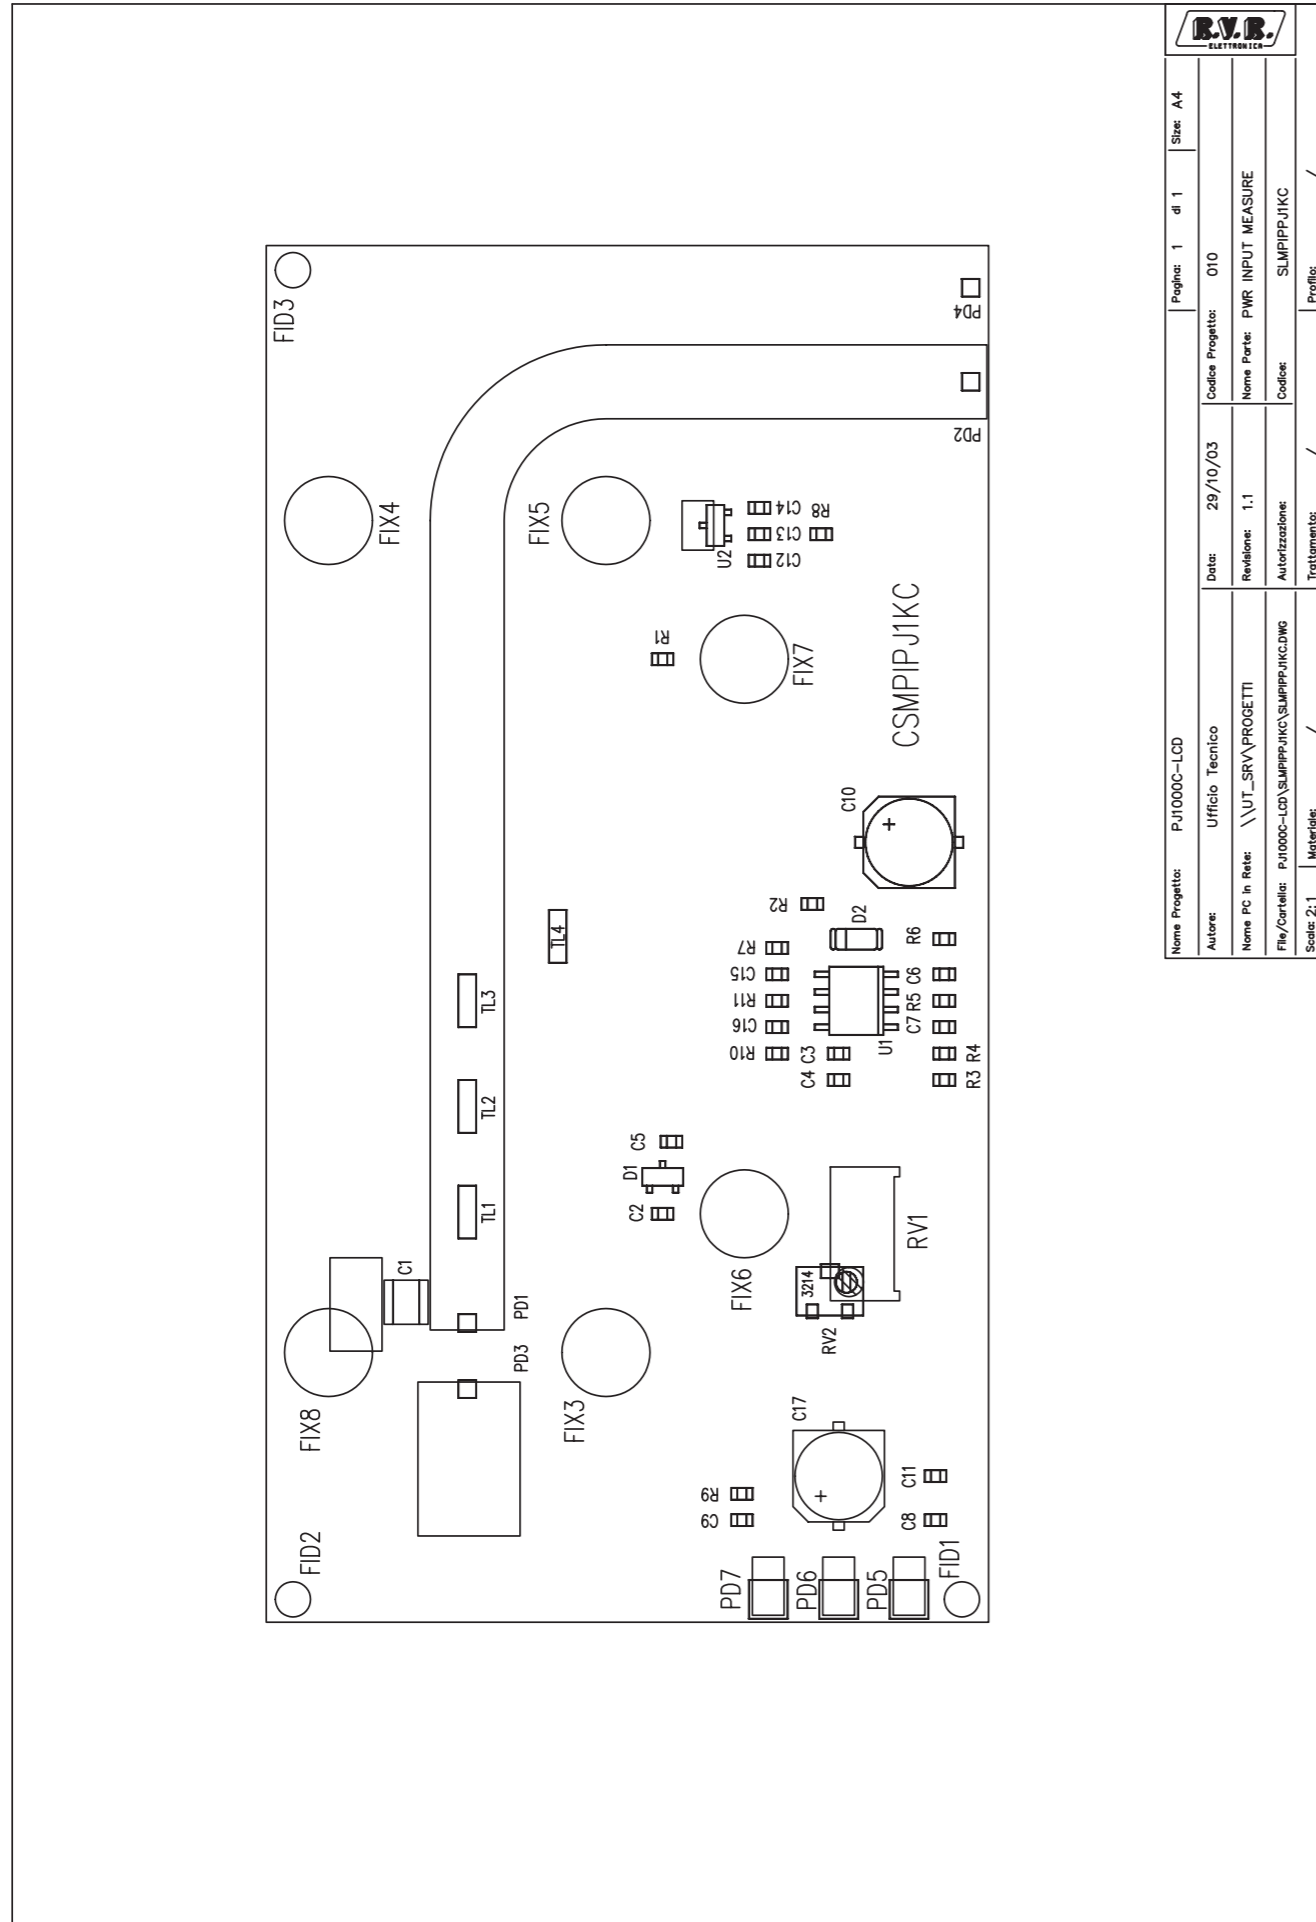 R.V.R.
ELETTRONICA
Nome Progetto: PJ1000C-LCD
Pagina: 1 di 1
Size: A4
Autore: Ufficio Tecnico
Data: 29/10/03
Codice Progetto: 010
Nome PC in Rete: \\UT_SRV\PROGETTI
Revisione: 1.1
Nome Parte: PWR INPUT MEASURE
File/Cartella: PJ1000C-LCD\SLMPIPPJ1KC\SLMPIPPJ1KC.DWG
Autorizzazione:
Codice: SLMPIPPJ1KC
Scala: 2:1
Materiale: /
Trattamento: /
Profilo: /
FID3
PD4
PD2
FIX4
FIX5
U2
C14
R8
C13
C12
R1
FIX7
CSMPIPJ1KC
C10
R2
D2
TL4
R7
R6
C15
C6
TL3
R11
R5
C16
C7
R10
C3
U1
R4
C4
R3
TL2
C5
D1
TL1
C2
RV1
C1
FIX6
3214
PD1
RV2
PD3
FIX8
FIX3
C17
R9
C11
C9
C8
FID2
FID1
PD7
PD6
PD5